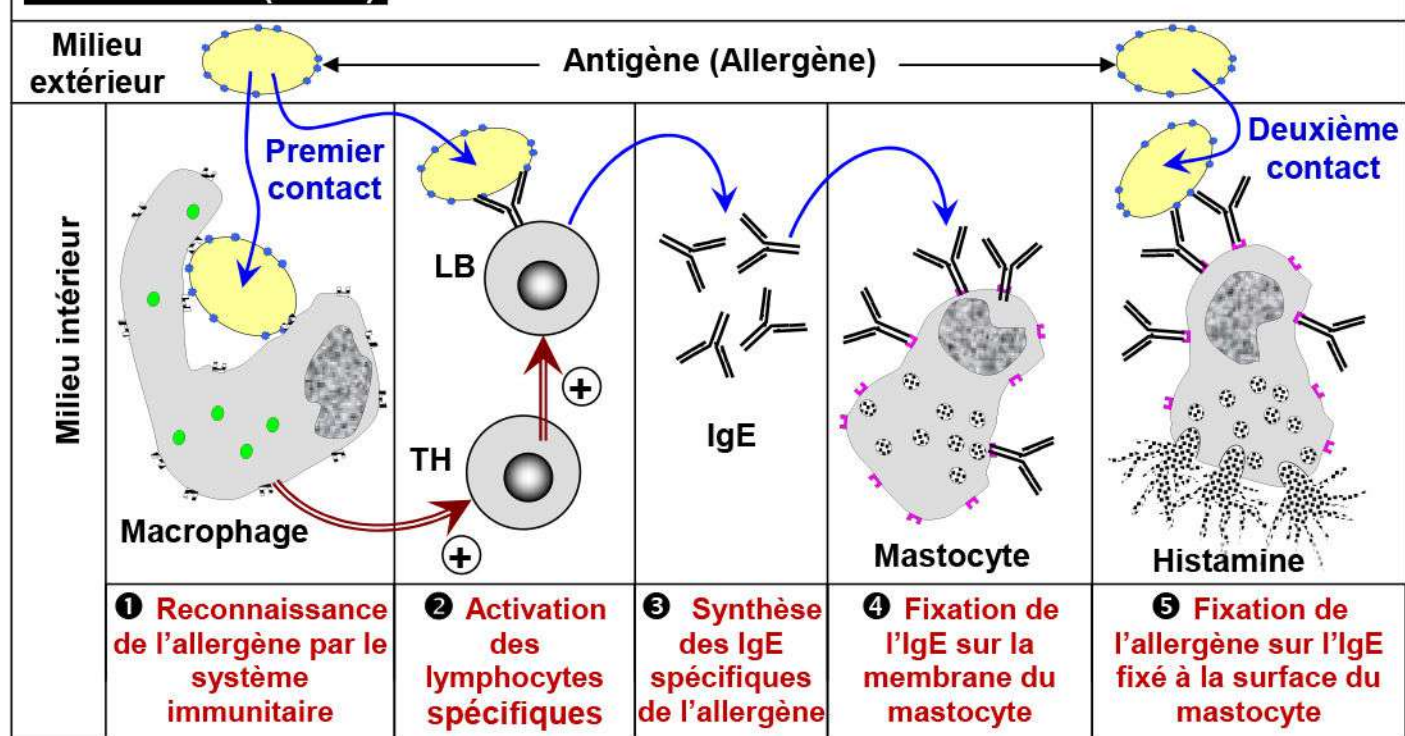 Milieu
extérieur
Antigène (Allergène)
Milieu intérieur
Premier
contact
Deuxième
contact
LB
TH
+
+
Macrophage
IgE
Mastocyte
Histamine
❶ Reconnaissance
de l’allergène par le
système
immunitaire
❷ Activation
des
lymphocytes
spécifiques
❸ Synthèse
des IgE
spécifiques
de l’allergène
❹ Fixation de
l’IgE sur la
membrane du
mastocyte
❺ Fixation de
l’allergène sur l’IgE
fixé à la surface du
mastocyte